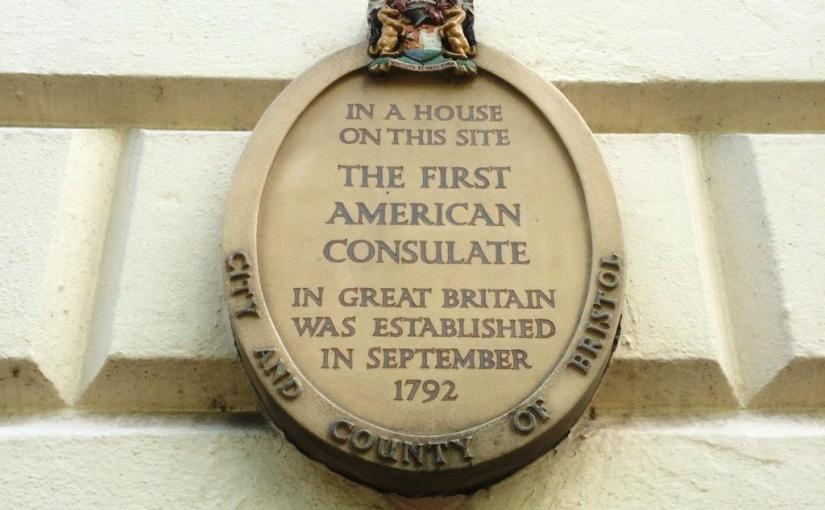 IN A HOUSE
ON THIS SITE
THE FIRST
AMERICAN
CONSULATE
IN GREAT BRITAIN
WAS ESTABLISHED
IN SEPTEMBER
1792
CITY AND COUNTY OF BRISTOL